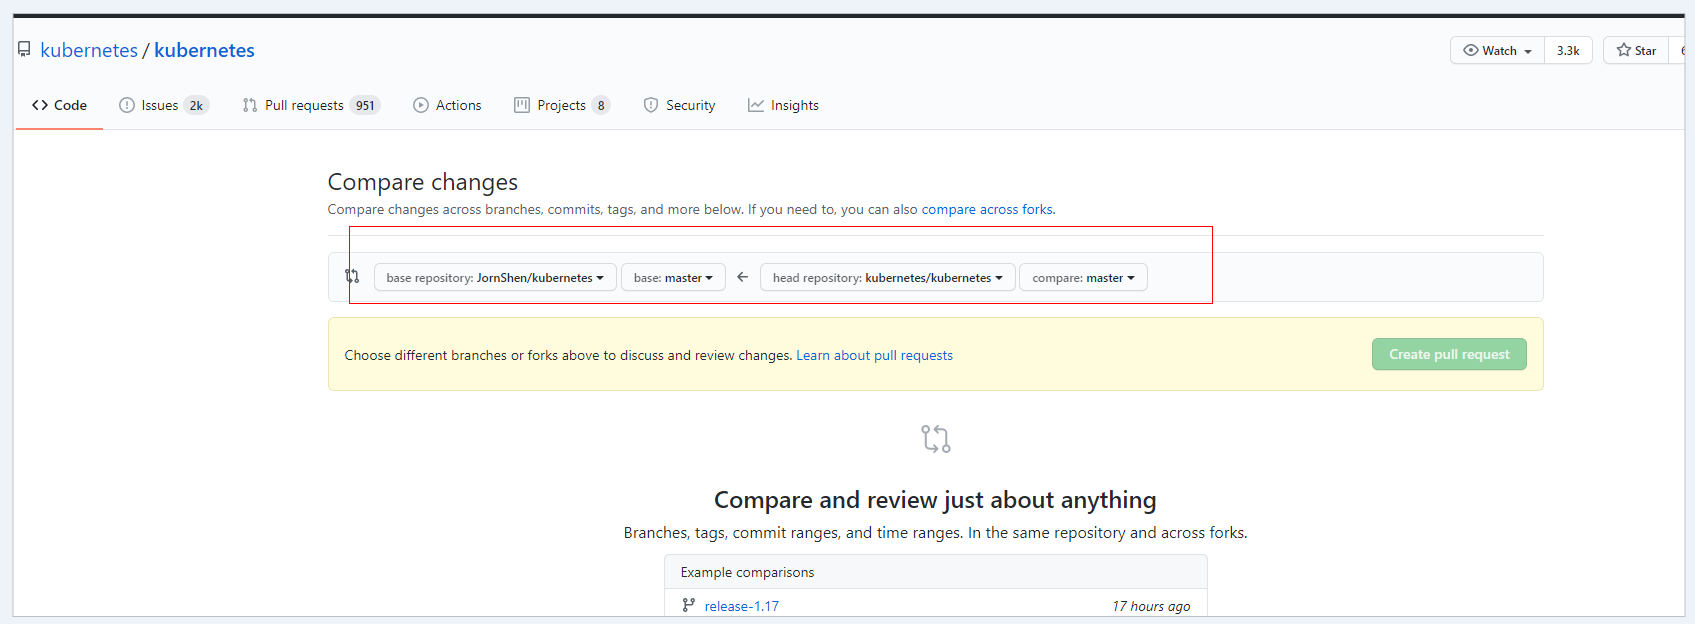 kubernetes / kubernetes
Watch 3.3k Star
Code Issues 2k Pull requests 951 Actions Projects 8 Security Insights
Compare changes
Compare changes across branches, commits, tags, and more below. If you need to, you can also compare across forks.
base repository: JornShen/kubernetes base: master ← head repository: kubernetes/kubernetes compare: master
Choose different branches or forks above to discuss and review changes. Learn about pull requests Create pull request
Compare and review just about anything
Branches, tags, commit ranges, and time ranges. In the same repository and across forks.
Example comparisons
release-1.17 17 hours ago